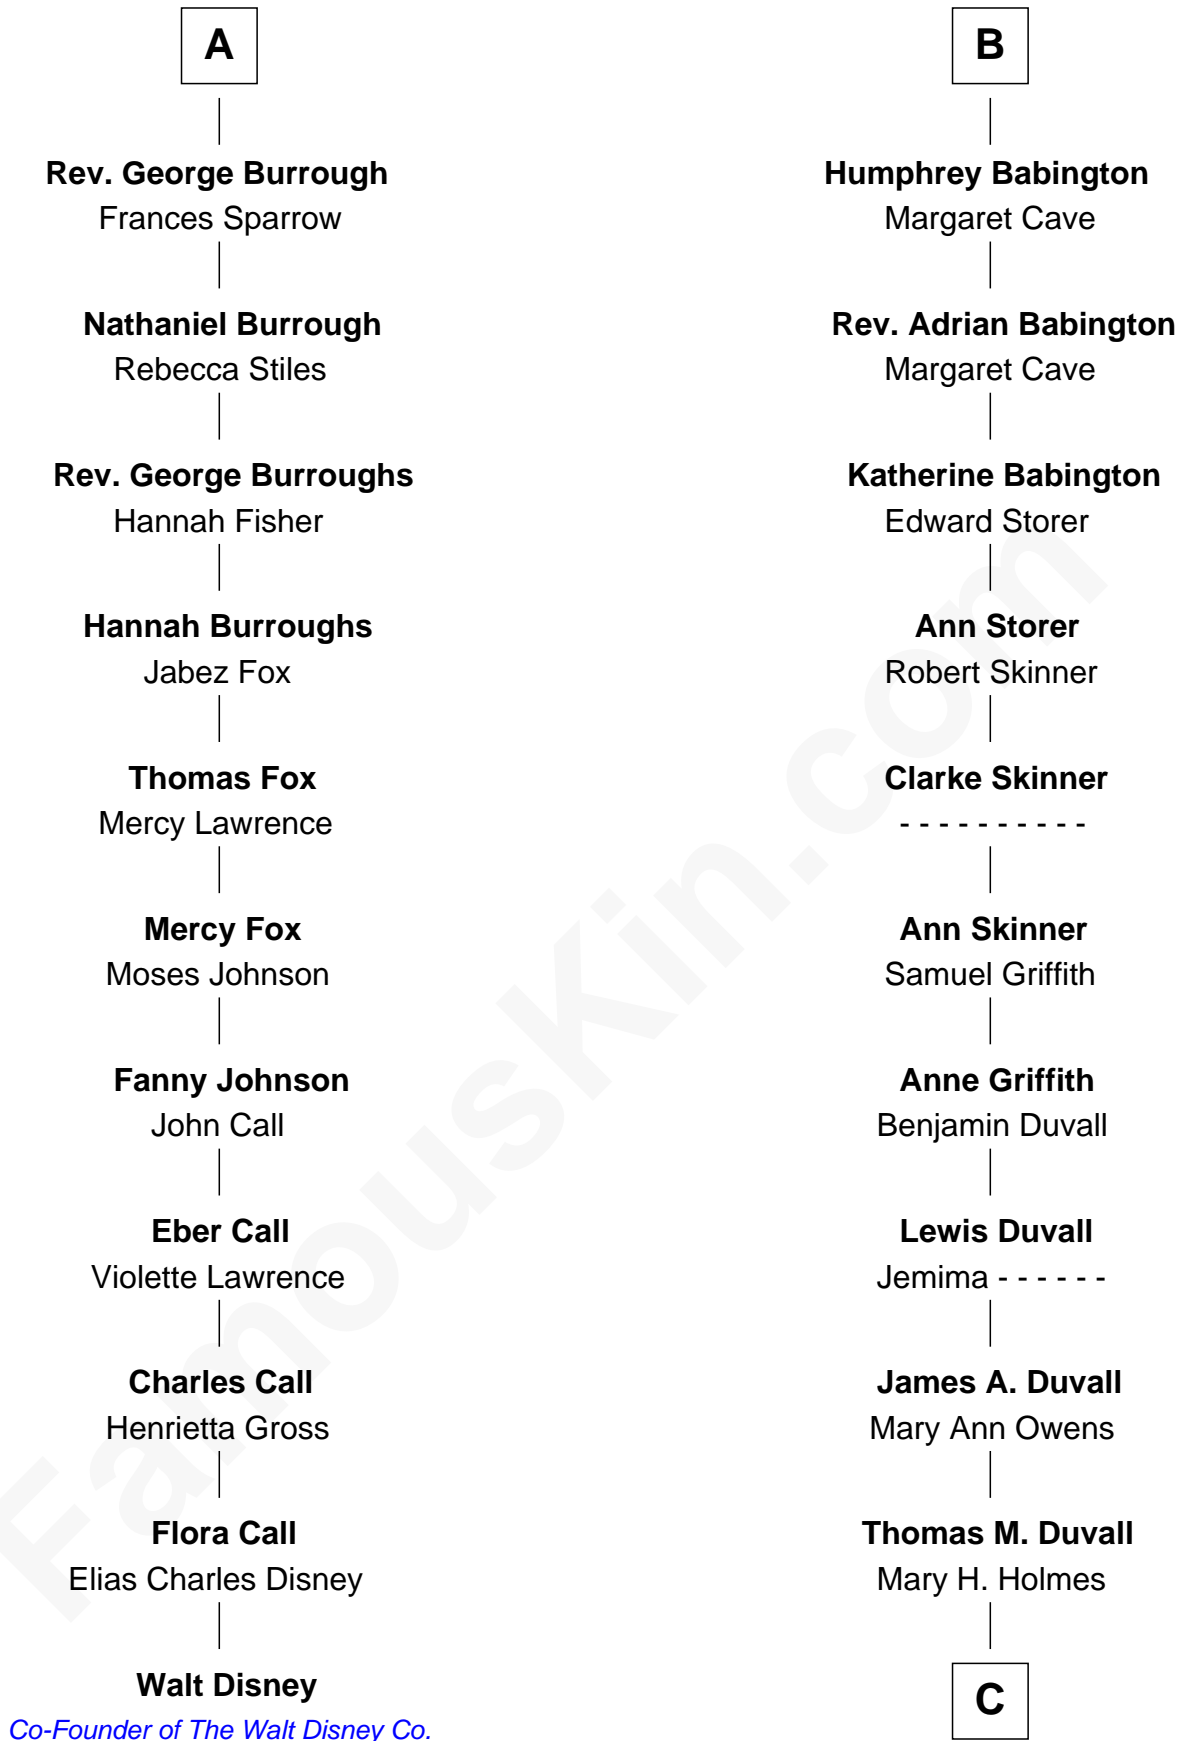 A
Rev. George Burrough
Frances Sparrow
Nathaniel Burrough
Rebecca Stiles
Rev. George Burroughs
Hannah Fisher
Hannah Burroughs
Jabez Fox
Thomas Fox
Mercy Lawrence
Mercy Fox
Moses Johnson
Fanny Johnson
John Call
Eber Call
Violette Lawrence
Charles Call
Henrietta Gross
Flora Call
Elias Charles Disney
Walt Disney
Co-Founder of The Walt Disney Co.
B
Humphrey Babington
Margaret Cave
Rev. Adrian Babington
Margaret Cave
Katherine Babington
Edward Storer
Ann Storer
Robert Skinner
Clarke Skinner
- - - - - - - - - -
Ann Skinner
Samuel Griffith
Anne Griffith
Benjamin Duvall
Lewis Duvall
Jemima - - - - - -
James A. Duvall
Mary Ann Owens
Thomas M. Duvall
Mary H. Holmes
C
FamousKin.com